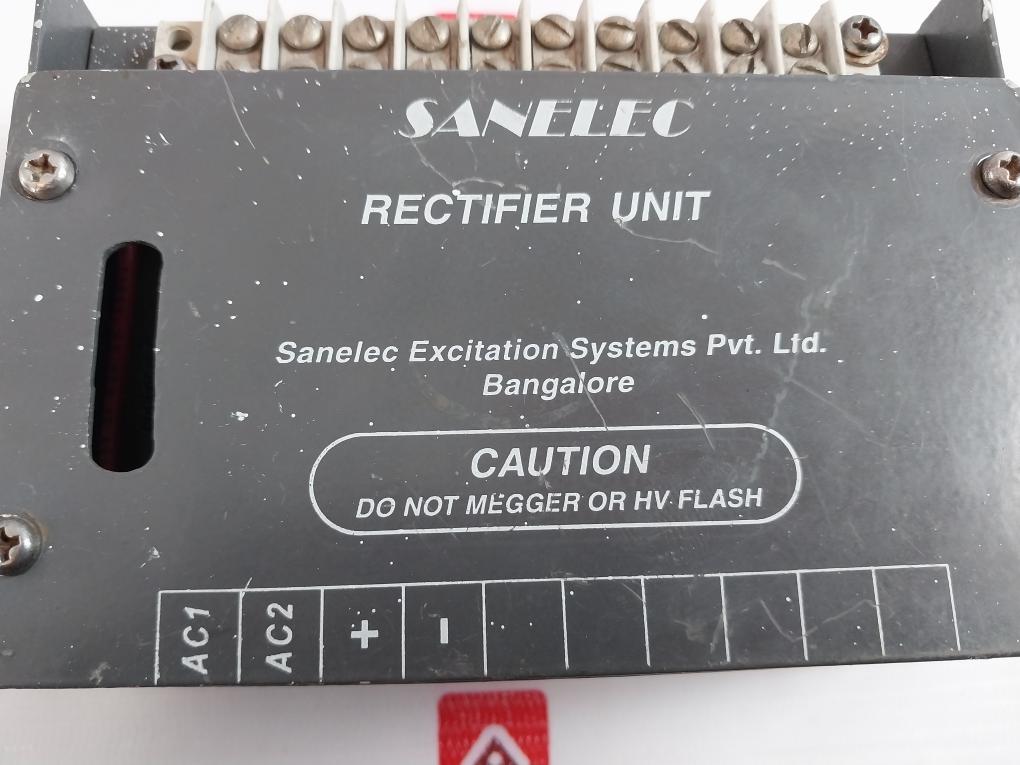 SANELEC
RECTIFIER UNIT
Sanelec Excitation Systems Pvt. Ltd.
Bangalore
CAUTION
DO NOT MEGGER OR HV FLASH
AC1 AC2 + -